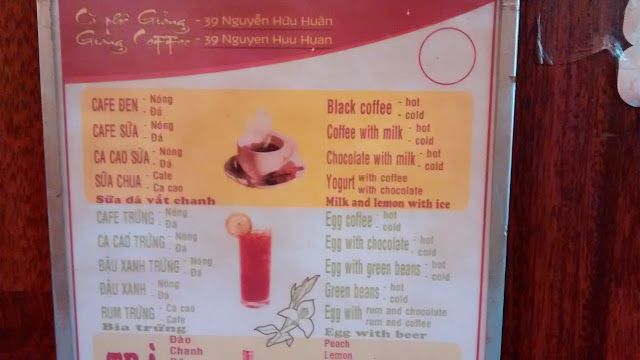 Cà phê Giảng - 39 Nguyễn Hữu Huân
Giang Coffee - 39 Nguyen Huu Huan
CAFE ĐEN - Nóng - Đá
Black coffee - hot - cold
CAFE SỮA - Nóng - Đá
Coffee with milk - hot - cold
CA CAO SỮA - Nóng - Đá
Chocolate with milk - hot - cold
SỮA CHUA - Cafe - Ca cao
Yogurt with coffee with chocolate
Sữa đá vắt chanh
Milk and lemon with ice
CAFE TRỨNG - Nóng - Đá
Egg coffee - hot - cold
CA CAO TRỨNG - Nóng - Đá
Egg with chocolate - hot - cold
ĐẬU XANH TRỨNG - Nóng - Đá
Egg with green beans - hot - cold
ĐẬU XANH - Nóng - Đá
Green beans - hot - cold
RUM TRỨNG - Ca cao - Cafe
Egg with rum and chocolate rum and coffee
Bia trứng
Egg with beer
TRÀ
Đào
Chanh
Peach
Lemon